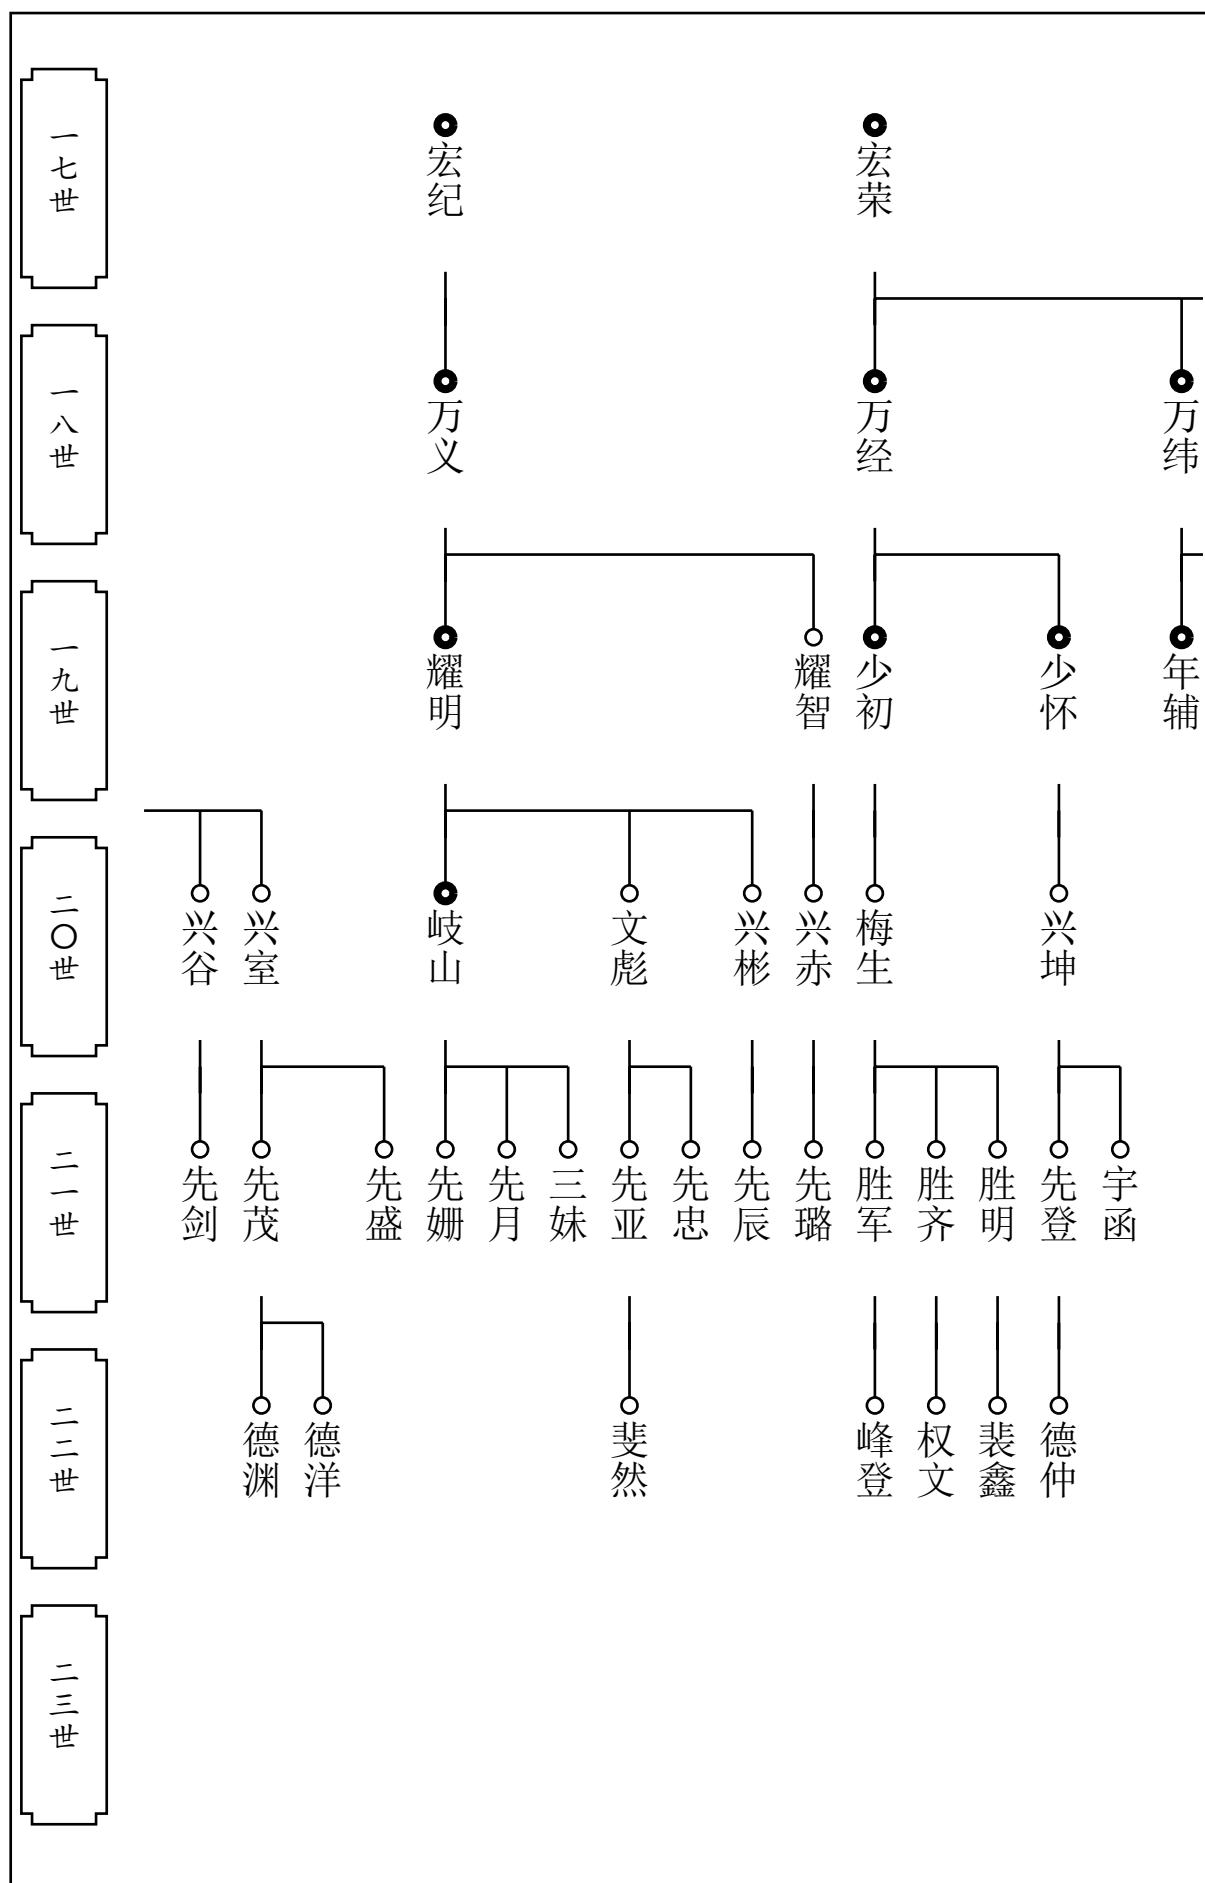 一七世
宏纪
宏荣
一八世
万义
万经
万纬
一九世
耀明
耀智
少初
少怀
年辅
二〇世
兴谷
兴室
岐山
文彪
兴彬
兴赤
梅生
兴坤
二一世
先剑
先茂
先盛
先姗
先月
三妹
先亚
先忠
先辰
先璐
胜军
胜齐
胜明
先登
宇函
二二世
德渊
德洋
斐然
峰登
权文
裴鑫
德仲
二三世